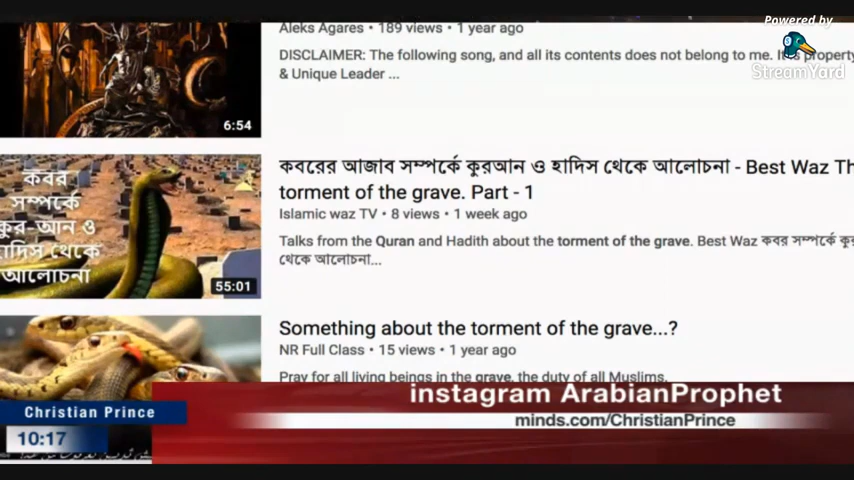 Powered by
StreamYard
Aleks Agares • 189 views • 1 year ago
DISCLAIMER: The following song, and all its contents does not belong to me. It is property
& Unique Leader ...
6:54
কবর
সম্পর্কে
কুর-আন ও
হাদিস থেকে
আলোচনা
55:01
কবরের আজাব সম্পর্কে কুরআন ও হাদিস থেকে আলোচনা - Best Waz Th
torment of the grave. Part - 1
Islamic waz TV • 8 views • 1 week ago
Talks from the Quran and Hadith about the torment of the grave. Best Waz কবর সম্পর্কে কু
থেকে আলোচনা...
Something about the torment of the grave...?
NR Full Class • 15 views • 1 year ago
Pray for all living beings in the grave, the duty of all Muslims.
instagram ArabianProphet
minds.com/ChristianPrince
Christian Prince
10:17